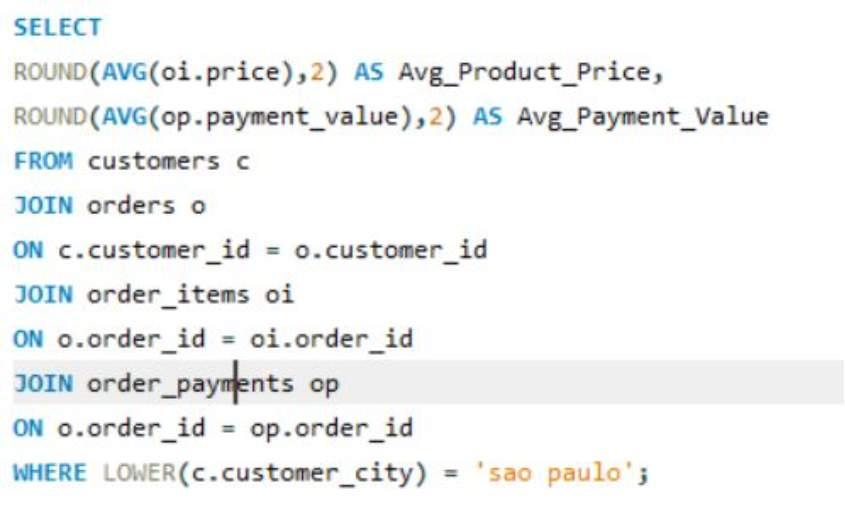 SELECT
ROUND(AVG(oi.price),2) AS Avg_Product_Price,
ROUND(AVG(op.payment_value),2) AS Avg_Payment_Value
FROM customers c
JOIN orders o
ON c.customer_id = o.customer_id
JOIN order_items oi
ON o.order_id = oi.order_id
JOIN order_payments op
ON o.order_id = op.order_id
WHERE LOWER(c.customer_city) = 'sao paulo';